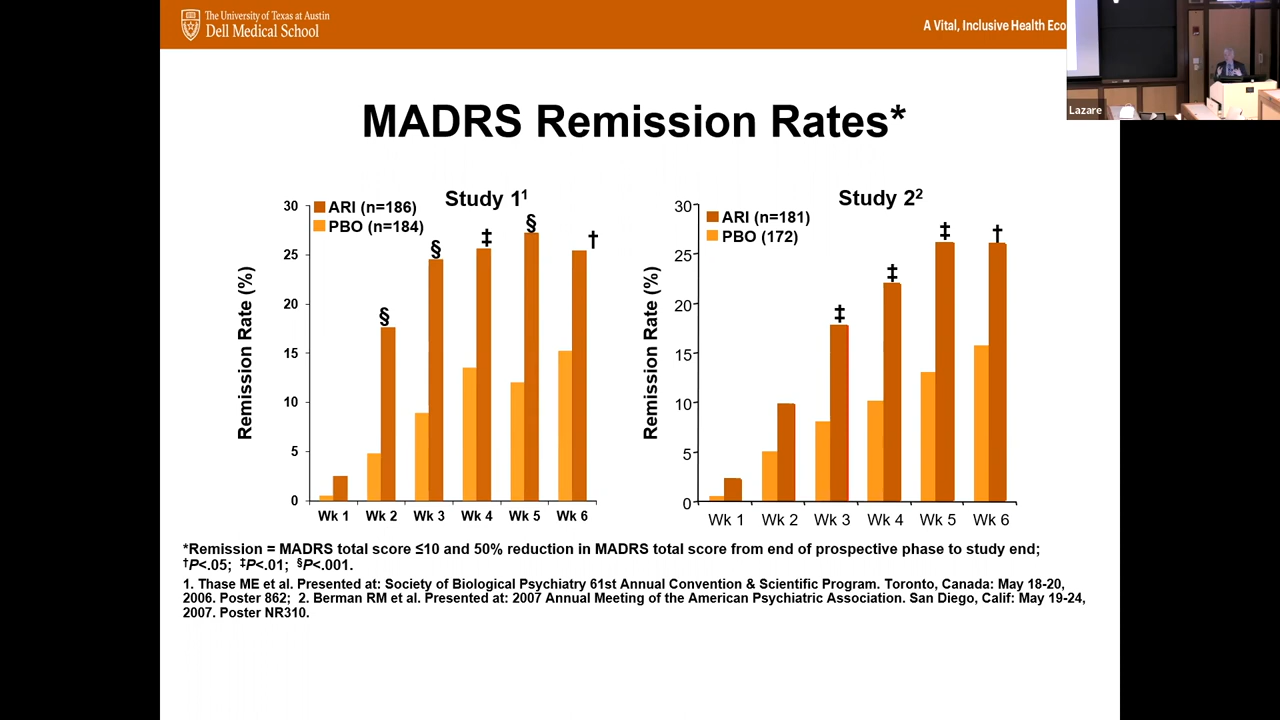 The University of Texas at Austin
Dell Medical School
A Vital, Inclusive Health Eco
Lazare
MADRS Remission Rates*
Study 1¹
ARI (n=186)
PBO (n=184)
Remission Rate (%)
30
25
20
15
10
5
0
§
§
‡
§
†
Wk 1 Wk 2 Wk 3 Wk 4 Wk 5 Wk 6
Study 2²
ARI (n=181)
PBO (172)
Remission Rate (%)
30
25
20
15
10
5
0
‡
‡
‡
†
Wk 1 Wk 2 Wk 3 Wk 4 Wk 5 Wk 6
*Remission = MADRS total score ≤10 and 50% reduction in MADRS total score from end of prospective phase to study end;
†P<.05; ‡P<.01; §P<.001.
1. Thase ME et al. Presented at: Society of Biological Psychiatry 61st Annual Convention & Scientific Program. Toronto, Canada: May 18-20,
2006. Poster 862; 2. Berman RM et al. Presented at: 2007 Annual Meeting of the American Psychiatric Association. San Diego, Calif: May 19-24,
2007. Poster NR310.